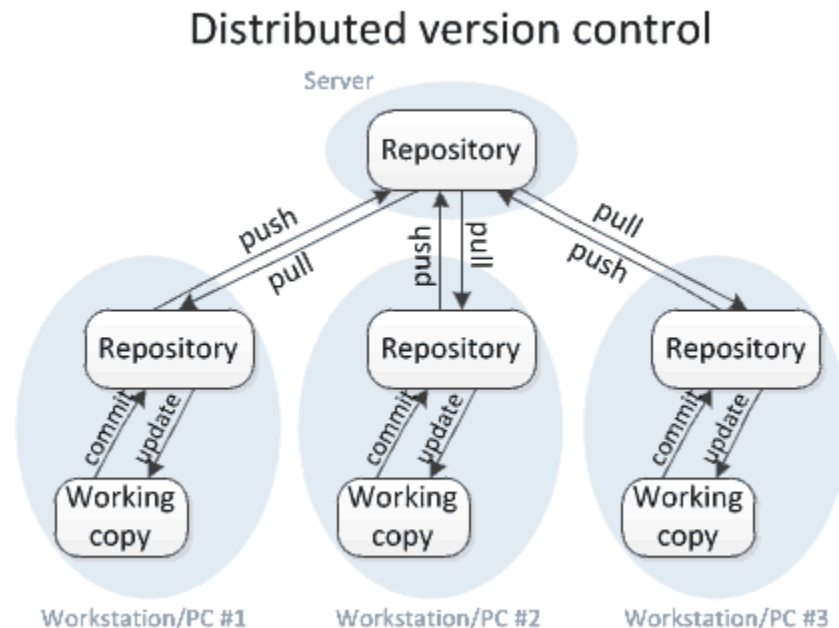 Distributed version control
Server
Repository
push
pull
push
pull
pull
push
Repository
Repository
Repository
commit
update
commit
update
commit
update
Working
copy
Working
copy
Working
copy
Workstation/PC #1
Workstation/PC #2
Workstation/PC #3